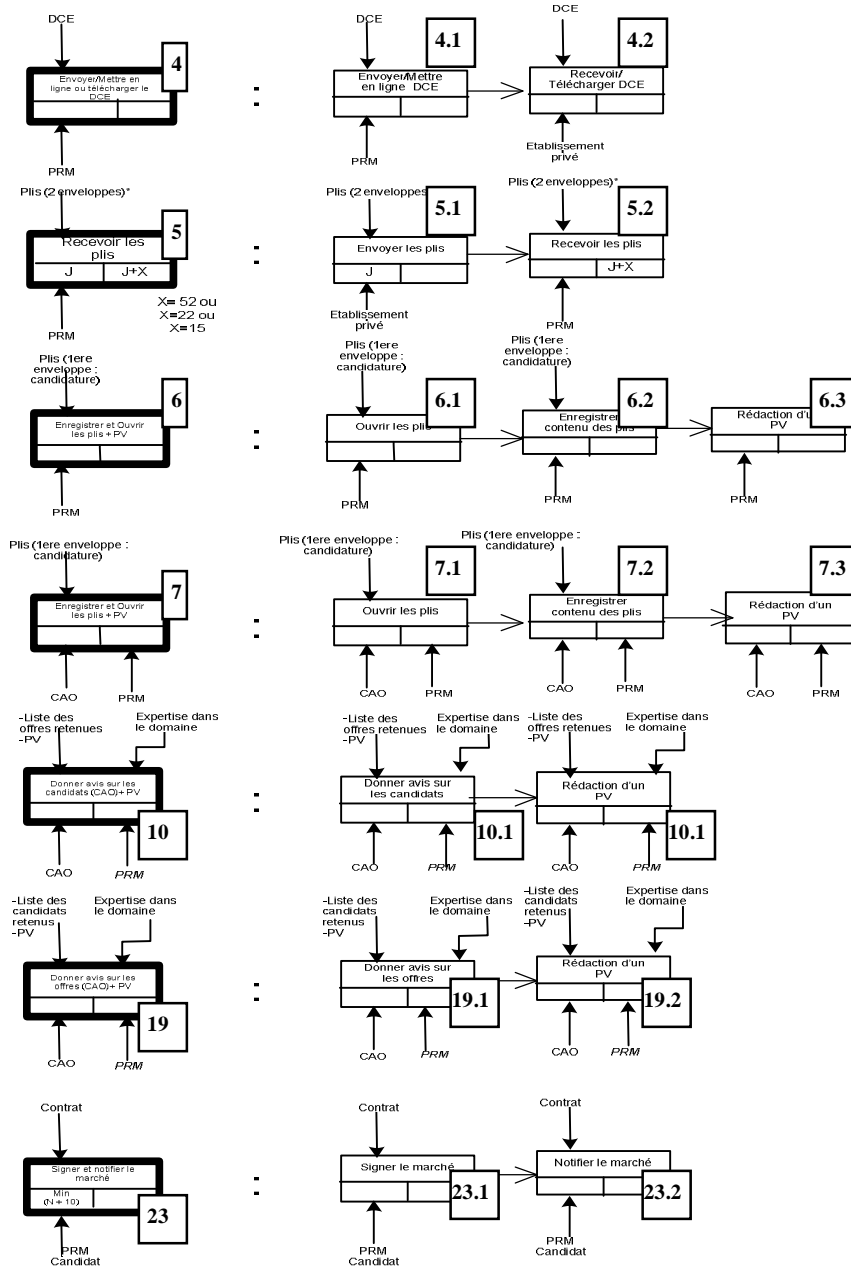 DCE
4
Envoyer/Mettre en
ligne ou télécharger le
DCE
PRM
:
DCE
4.1
Envoyer/Mettre
en ligne DCE
PRM
DCE
4.2
Recevoir/
Télécharger DCE
Etablissement
privé
Plis (2 enveloppes)*
5
Recevoir les
plis
J
J+X
PRM
X= 52 ou
X=22 ou
X=15
:
Plis (2 enveloppes
5.1
Envoyer les plis
J
Etablissement
privé
Plis (2 enveloppes)*
5.2
Recevoir les plis
J+X
PRM
Plis (1ere
enveloppe :
candidature)
6
Enregistrer et Ouvrir
les plis + PV
PRM
:
Plis (1ere
enveloppe :
candidature)
6.1
Ouvrir les plis
PRM
Plis (1ere
enveloppe :
candidature)
6.2
Enregistrer
contenu des plis
PRM
6.3
Rédaction d'u
PV
PRM
Plis (1ere enveloppe :
candidature)
7
Enregistrer et Ouvrir
les plis + PV
CAO
PRM
:
Plis (1ere enveloppe :
candidature)
7.1
Ouvrir les plis
CAO
PRM
Plis (1ere enveloppe :
candidature)
7.2
Enregistrer
contenu des plis
CAO
PRM
7.3
Rédaction d'un
PV
CAO
PRM
-Liste des
offres retenues
-PV
Expertise dans
le domaine
Donner avis sur les
candidats (CAO)+ PV
10
CAO
PRM
:
-Liste des
offres retenues
-PV
Expertise dans
le domaine
Donner avis sur
les candidats
10.1
CAO
PRM
-Liste des
offres retenues
-PV
Expertise dans
le domaine
Rédaction d'un
PV
10.1
CAO
PRM
-Liste des
candidats
retenus
-PV
Expertise dans
le domaine
Donner avis sur les
offres (CAO)+ PV
19
CAO
PRM
:
-Liste des
candidats
retenus
-PV
Expertise dans
le domaine
Donner avis sur
les offres
19.1
CAO
PRM
-Liste des
candidats
retenus
-PV
Expertise dans
le domaine
Rédaction d'un
PV
19.2
CAO
PRM
Contrat
Signer et notifier le
marché
Min
(N + 10)
23
PRM
Candidat
:
Contrat
Signer le marché
23.1
PRM
Candidat
Contrat
Notifier le marché
23.2
PRM
Candidat